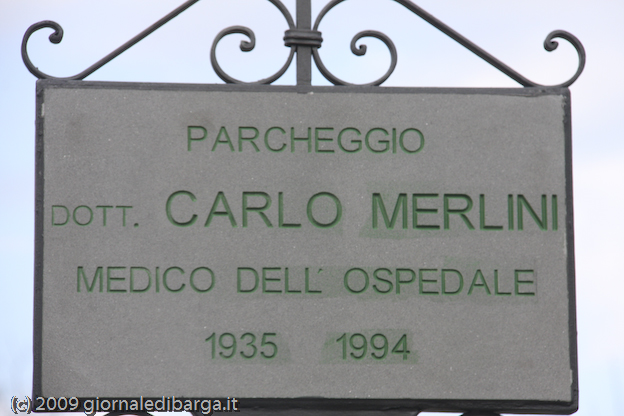 PARCHEGGIO
DOTT. CARLO MERLINI
MEDICO DELL' OSPEDALE
1935 1994
(c) 2009 giornaledibarga.it